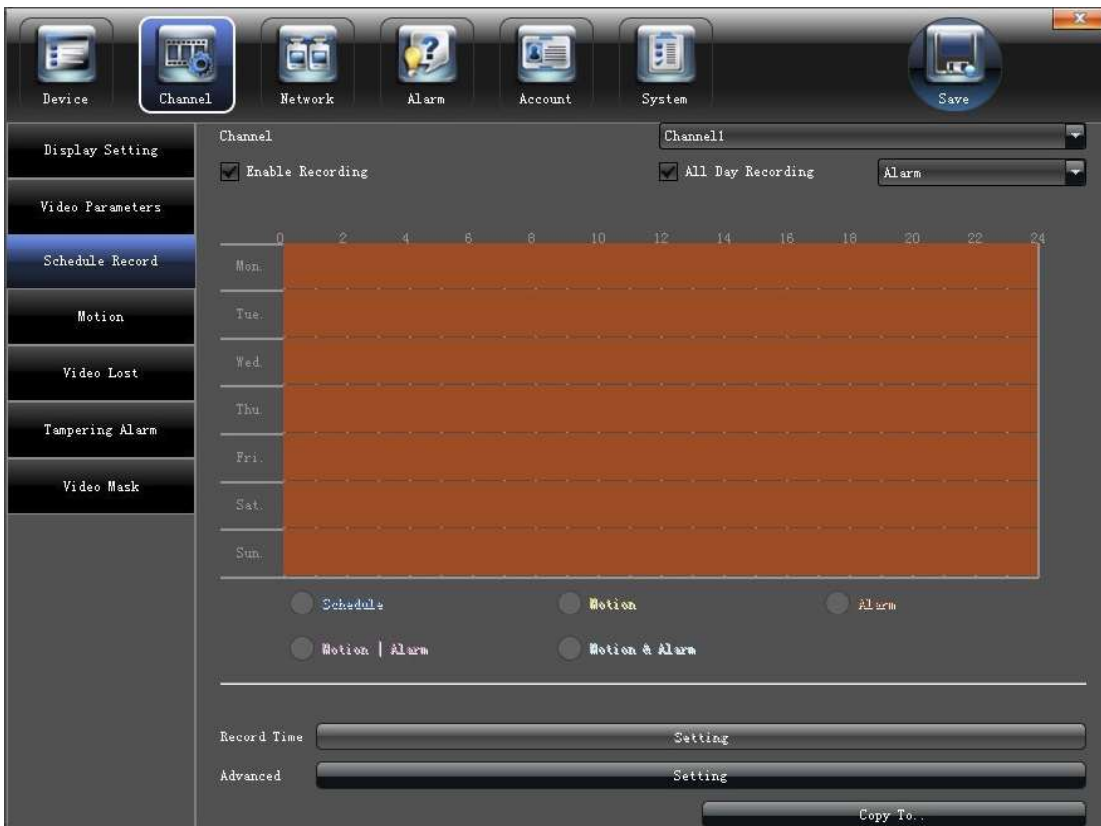 Device Channel Network Alarm Account System Save
Display Setting
Video Parameters
Schedule Record
Motion
Video Lost
Tampering Alarm
Video Mask
Channel Channel1
Enable Recording All Day Recording Alarm
0 2 4 6 8 10 12 14 16 18 20 22 24
Mon.
Tue.
Wed.
Thu.
Fri.
Sat.
Sun.
Schedule Motion Alarm
Motion | Alarm Motion & Alarm
Record Time Setting
Advanced Setting
Copy To..